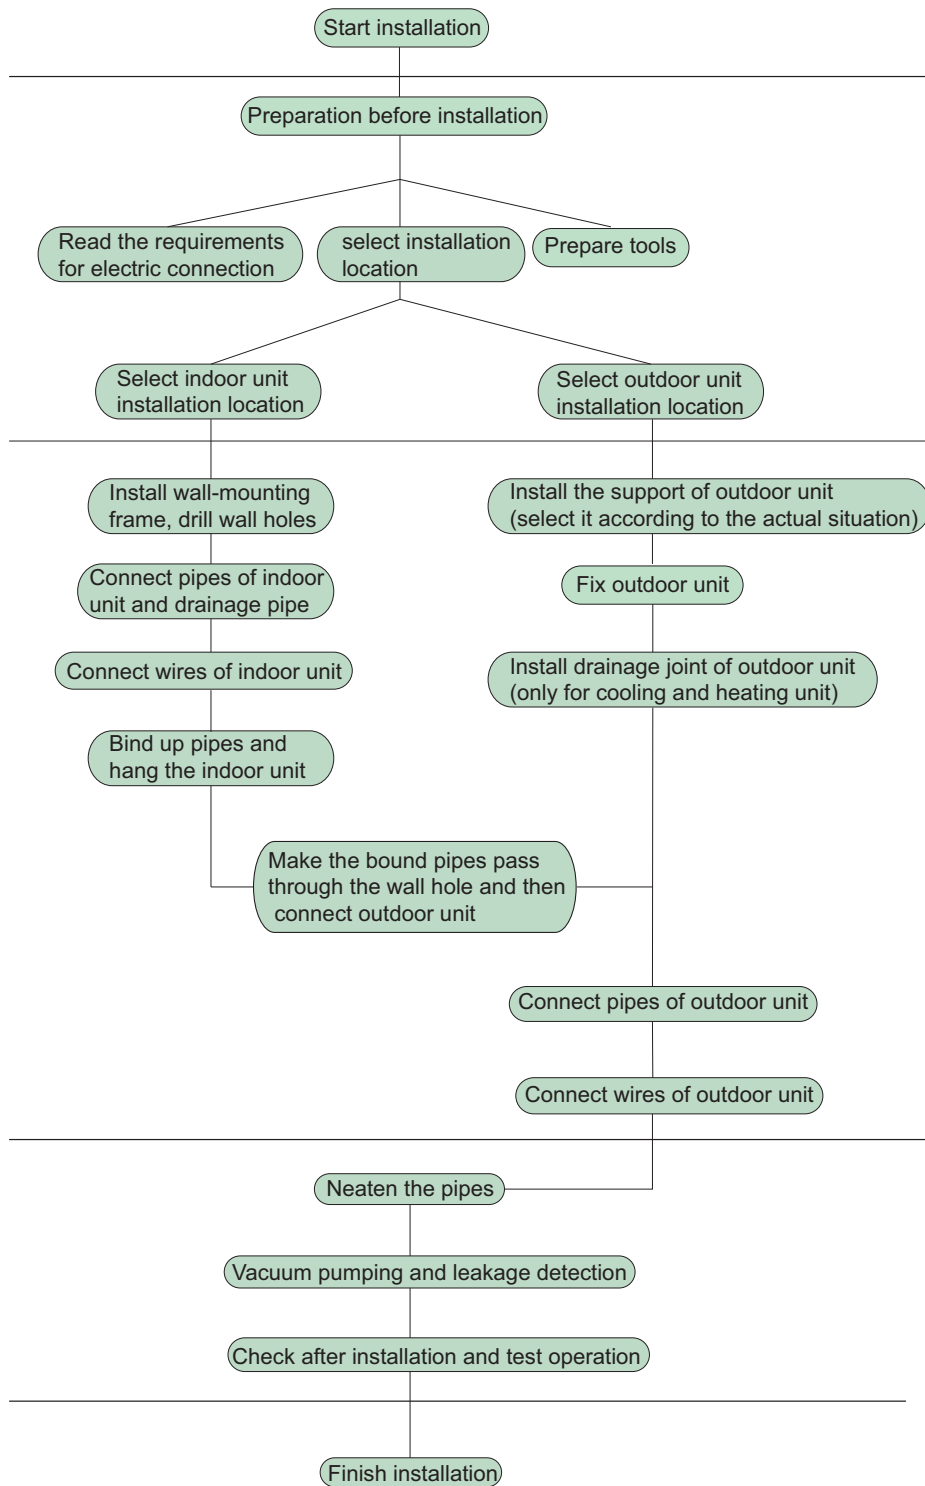 Start installation
Preparation before installation
Read the requirements
for electric connection
select installation
location
Prepare tools
Select indoor unit
installation location
Select outdoor unit
installation location
Install wall-mounting
frame, drill wall holes
Connect pipes of indoor
unit and drainage pipe
Connect wires of indoor unit
Bind up pipes and
hang the indoor unit
Install the support of outdoor unit
(select it according to the actual situation)
Fix outdoor unit
Install drainage joint of outdoor unit
(only for cooling and heating unit)
Make the bound pipes pass
through the wall hole and then
connect outdoor unit
Connect pipes of outdoor unit
Connect wires of outdoor unit
Neaten the pipes
Vacuum pumping and leakage detection
Check after installation and test operation
Finish installation